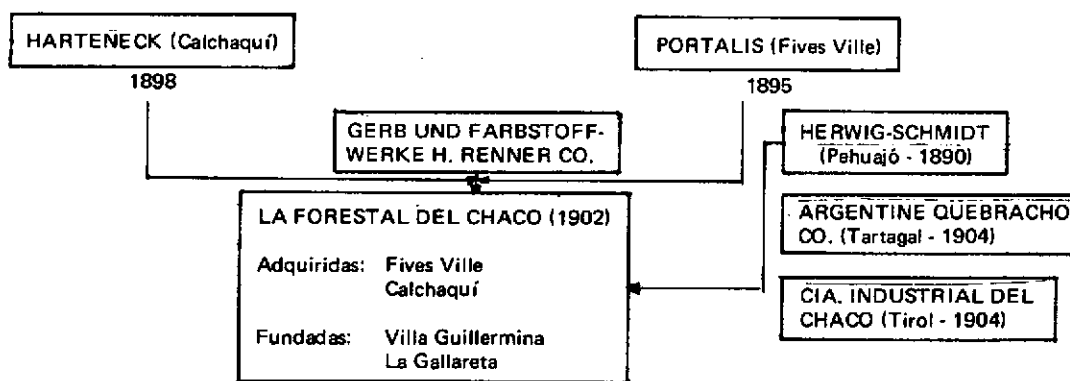 HARTENECK (Calchaquí)
1898
PORTALIS (Fives Ville)
1895
GERB UND FARBSTOFF-
WERKE H. RENNER CO.
HERWIG-SCHMIDT
(Pehuajó - 1890)
ARGENTINE QUEBRACHO
CO. (Tartagal - 1904)
CIA. INDUSTRIAL DEL
CHACO (Tirol - 1904)
LA FORESTAL DEL CHACO (1902)
Adquiridas: Fives Ville
Calchaquí
Fundadas: Villa Guillermina
La Gallareta